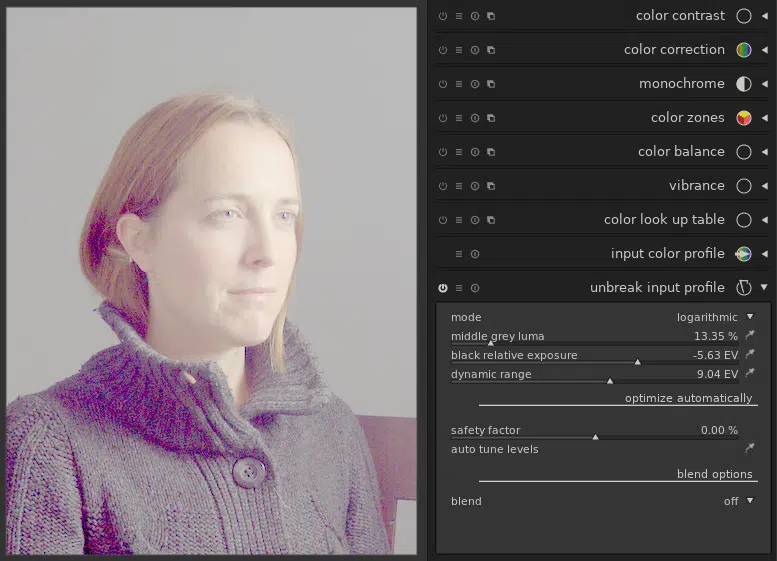 color contrast
color correction
monochrome
color zones
color balance
vibrance
color look up table
input color profile
unbreak input profile
mode logarithmic
middle grey luma 13.35 %
black relative exposure -5.63 EV
dynamic range 9.04 EV
optimize automatically
safety factor 0.00 %
auto tune levels
blend options
blend off